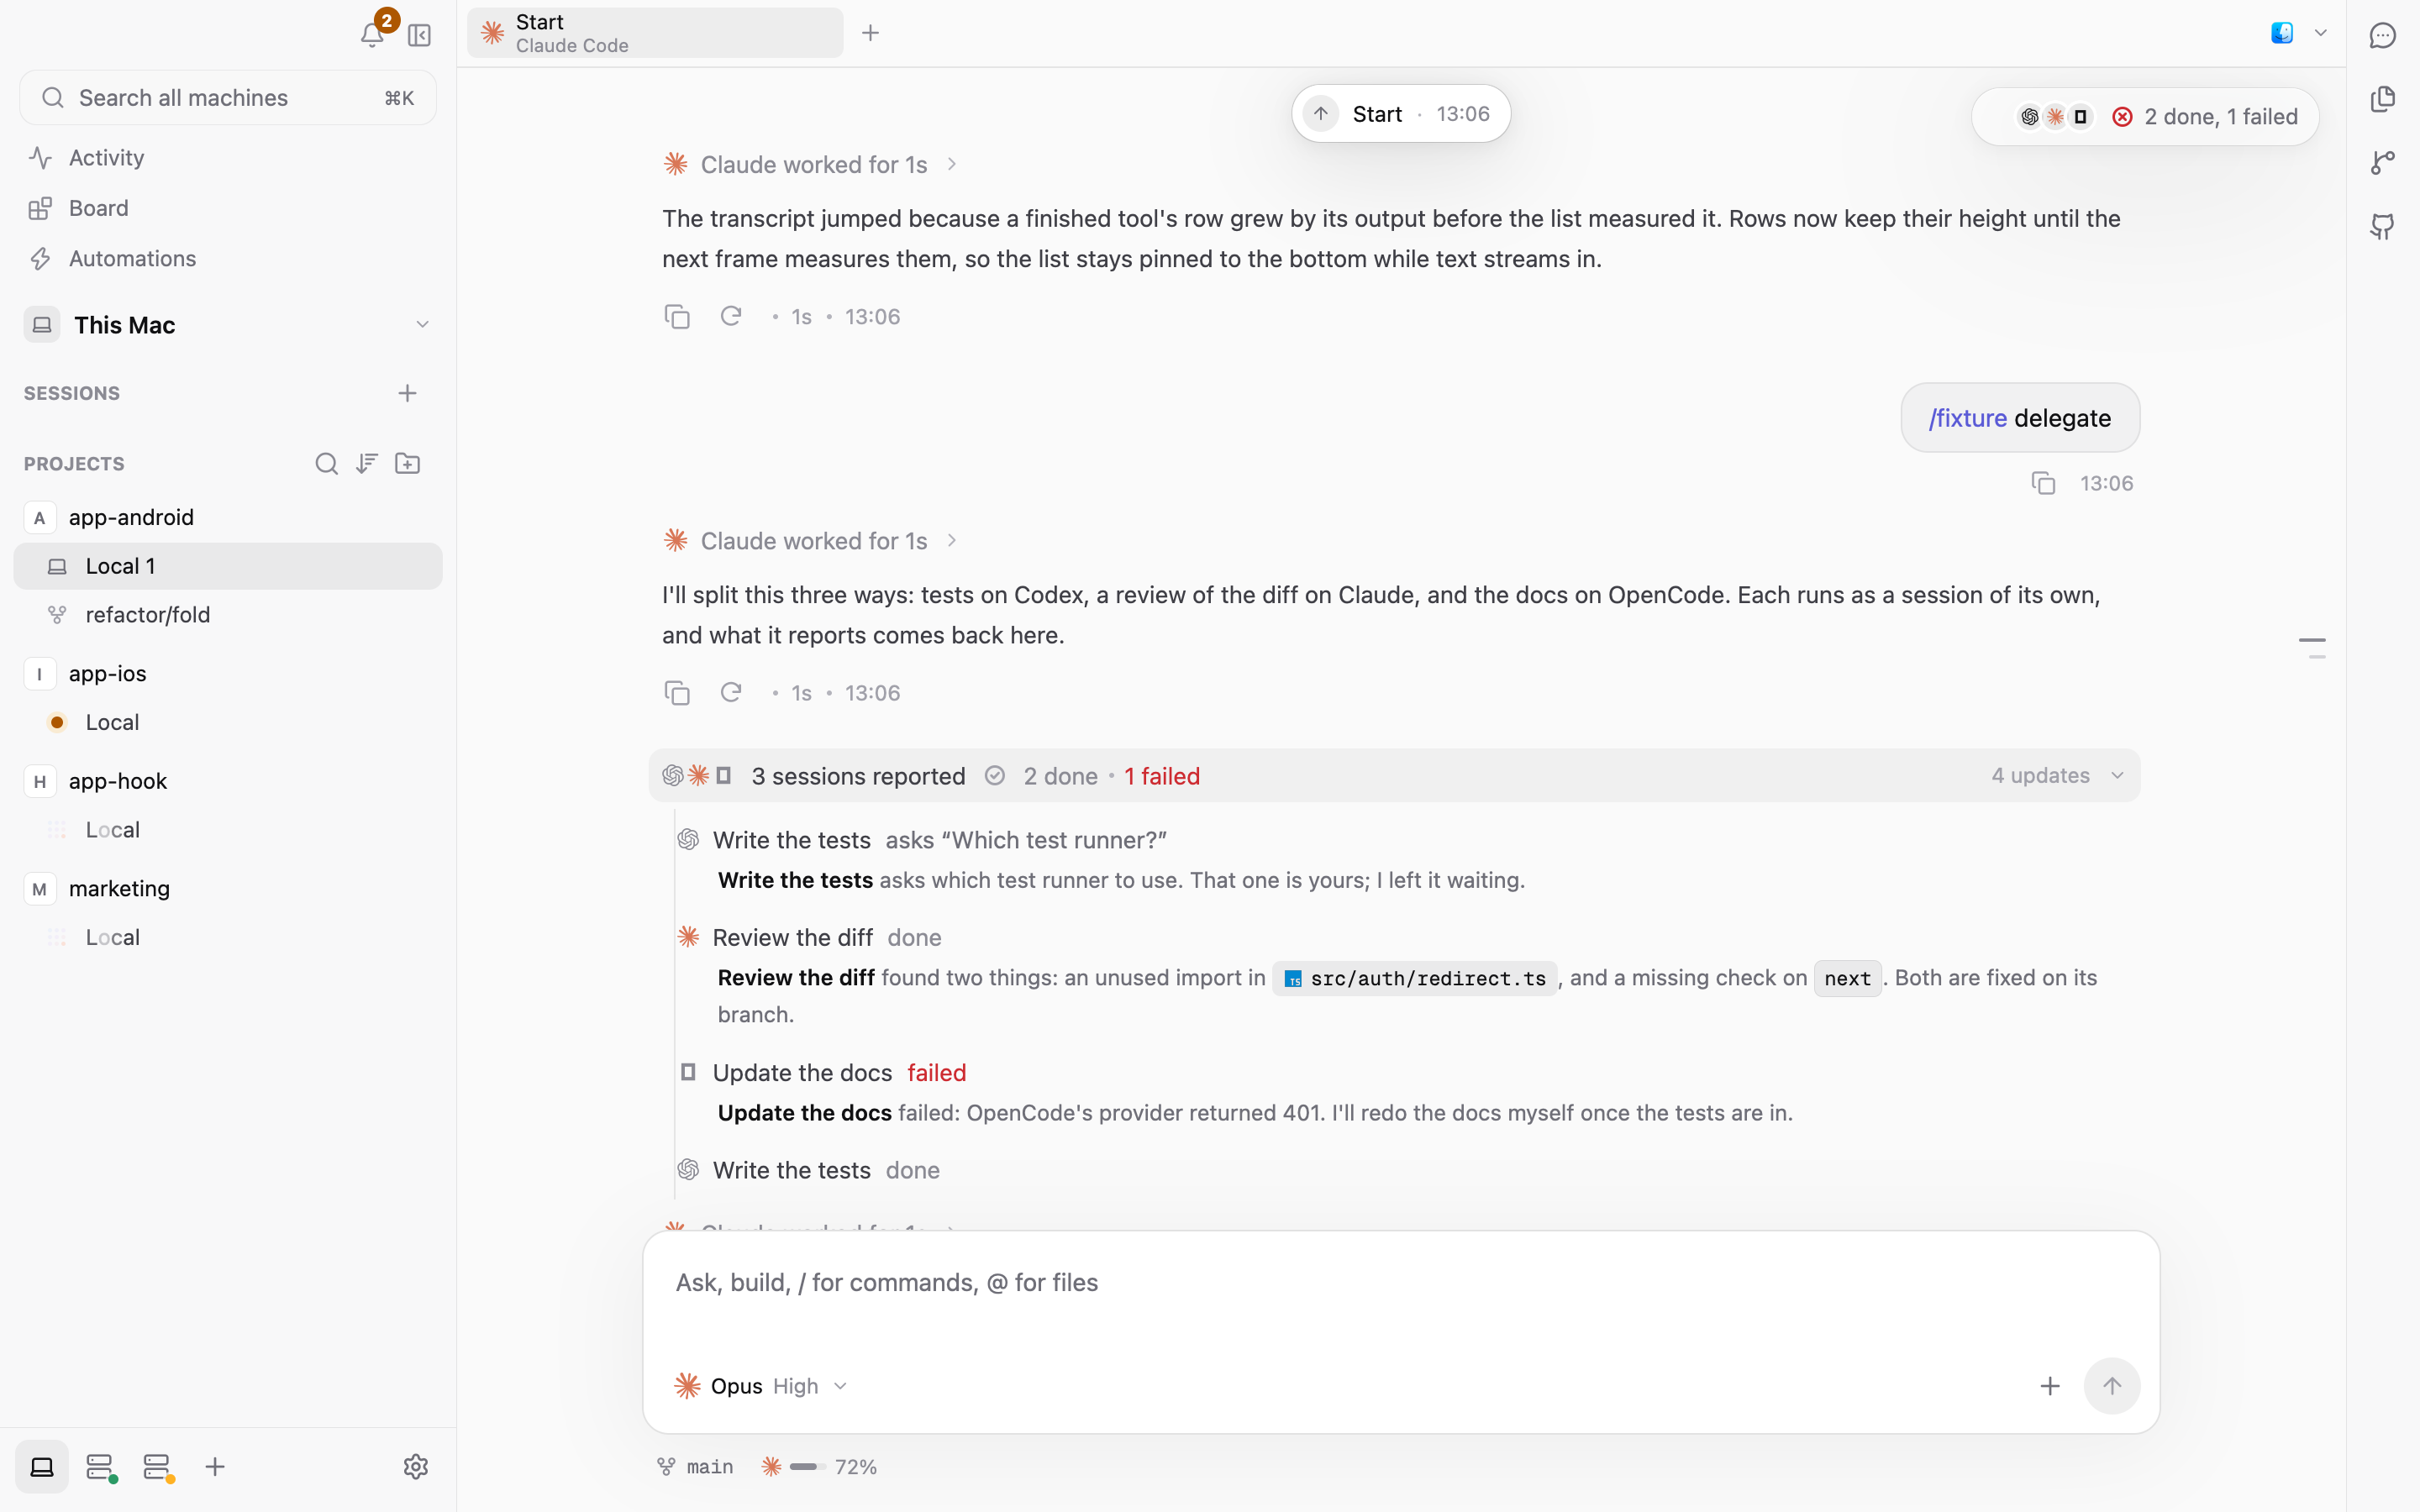 2
Search all machines ⌘K
Activity
Board
Automations
This Mac
SESSIONS
PROJECTS
A app-android
Local 1
refactor/fold
I app-ios
Local
H app-hook
Local
M marketing
Local
Start
Claude Code
Start · 13:06
2 done, 1 failed
Claude worked for 1s
The transcript jumped because a finished tool's row grew by its output before the list measured it. Rows now keep their height until the
next frame measures them, so the list stays pinned to the bottom while text streams in.
• 1s • 13:06
/fixture delegate
13:06
Claude worked for 1s
I'll split this three ways: tests on Codex, a review of the diff on Claude, and the docs on OpenCode. Each runs as a session of its own,
and what it reports comes back here.
• 1s • 13:06
3 sessions reported 2 done • 1 failed 4 updates
Write the tests asks “Which test runner?”
Write the tests asks which test runner to use. That one is yours; I left it waiting.
Review the diff done
Review the diff found two things: an unused import in TS src/auth/redirect.ts, and a missing check on next. Both are fixed on its
branch.
Update the docs failed
Update the docs failed: OpenCode's provider returned 401. I'll redo the docs myself once the tests are in.
Write the tests done
Claude worked for 1s
Ask, build, / for commands, @ for files
Opus High
main 72%